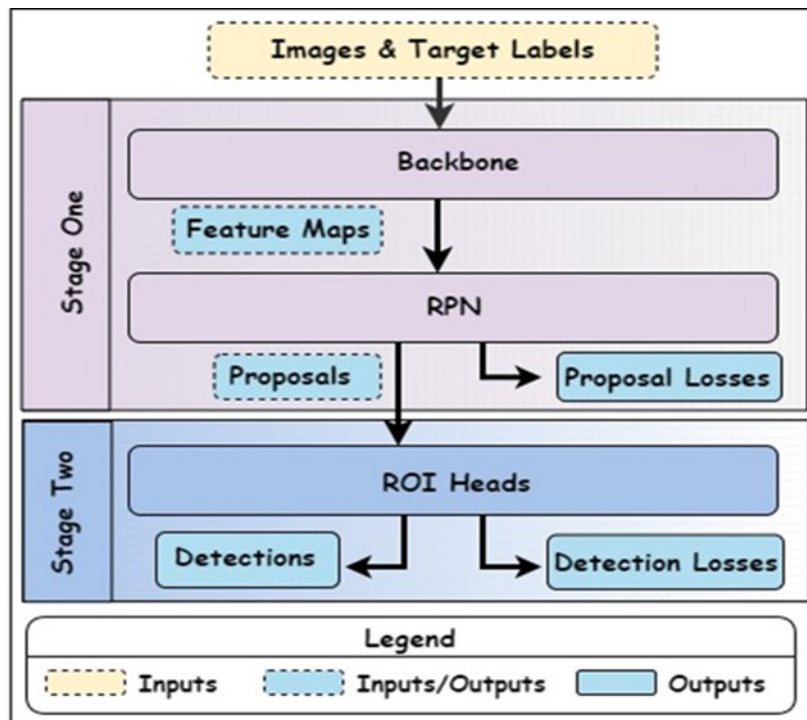 Images & Target Labels
Stage One
Backbone
Feature Maps
RPN
Proposals
Proposal Losses
Stage Two
ROI Heads
Detections
Detection Losses
Legend
Inputs
Inputs/Outputs
Outputs